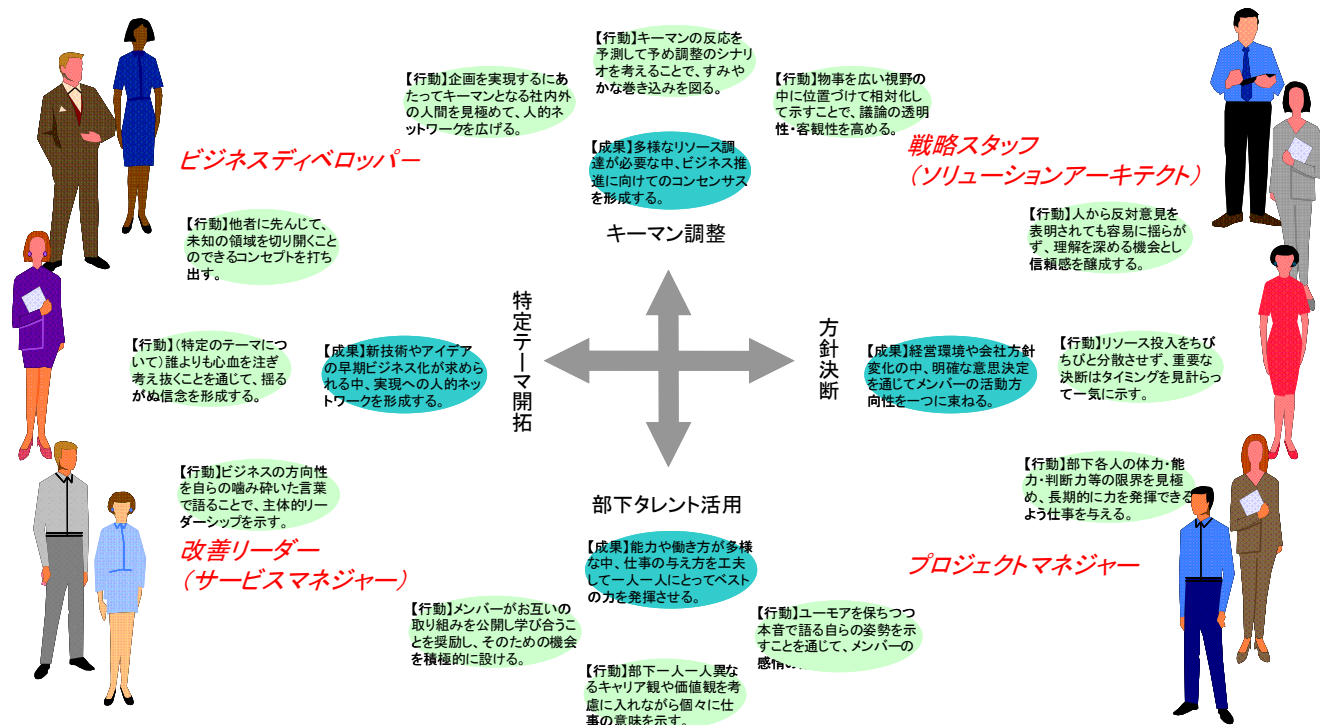 【行動】キーマンの反応を
予測して予め調整のシナリ
オを考えることで、すみや
かな巻き込みを図る。
【行動】企画を実現するにあ
たってキーマンとなる社内外
の人間を見極めて、人的ネ
ットワークを広げる。
【行動】物事を広い視野の
中に位置づけて相対化し
て示すことで、議論の透明
性・客観性を高める。
ビジネスディベロッパー
【成果】多様なリソース調
達が必要な中、ビジネス推
進に向けてのコンセンサス
を形成する。
戦略スタッフ
（ソリューションアーキテクト）
キーマン調整
【行動】他者に先んじて、
未知の領域を切り開くこと
のできるコンセプトを打ち
出す。
【行動】人から反対意見を
表明されても容易に揺らが
ず、理解を深める機会とし
信頼感を醸成する。
【行動】（特定のテーマにつ
いて）誰よりも心血を注ぎ
考え抜くことを通じて、揺る
がぬ信念を形成する。
【成果】新技術やアイデア
の早期ビジネス化が求めら
れる中、実現への人的ネッ
トワークを形成する。
特定テーマ開拓
方針決断
【成果】経営環境や会社方針
変化の中、明確な意思決定
を通じてメンバーの活動方
向性を一つに束ねる。
【行動】リソース投入をちび
ちびと分散させず、重要な
決断はタイミングを見計らっ
て一気に示す。
【行動】ビジネスの方向性
を自らの噛み砕いた言葉
で語ることで、主体的リー
ダーシップを示す。
【行動】部下各人の体力・能
力・判断力等の限界を見極
め、長期的に力を発揮できる
よう仕事を与える。
部下タレント活用
改善リーダー
（サービスマネジャー）
【成果】能力や働き方が多様
な中、仕事の与え方を工夫
して一人一人にとってベスト
の力を発揮させる。
プロジェクトマネジャー
【行動】メンバーがお互いの
取り組みを公開し学び合うこ
とを奨励し、そのための機会
を積極的に設ける。
【行動】ユーモアを保ちつつ
本音で語る自らの姿勢を示
すことを通じて、メンバーの
感情の
【行動】部下一人一人異な
るキャリア観や価値観を考
慮に入れながら個々に仕
事の意味を示す。